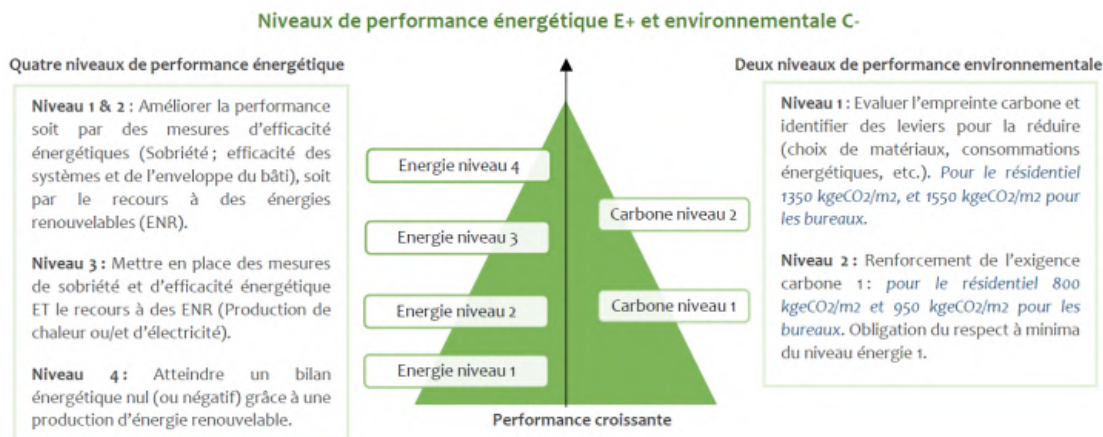 Niveaux de performance énergétique E+ et environnementale C-
Quatre niveaux de performance énergétique
Niveau 1 & 2 : Améliorer la performance
soit par des mesures d'efficacité
énergétiques (Sobriété ; efficacité des
systèmes et de l'enveloppe du bâti), soit
par le recours à des énergies
renouvelables (ENR).
Niveau 3 : Mettre en place des mesures
de sobriété et d'efficacité énergétique
ET le recours à des ENR (Production de
chaleur ou/et d'électricité).
Niveau 4 : Atteindre un bilan
énergétique nul (ou négatif) grâce à une
production d'énergie renouvelable.
Energie niveau 4
Energie niveau 3
Energie niveau 2
Energie niveau 1
Carbone niveau 2
Carbone niveau 1
Performance croissante
Deux niveaux de performance environnementale
Niveau 1 : Evaluer l'empreinte carbone et
identifier des leviers pour la réduire
(choix de matériaux, consommations
énergétiques, etc.). Pour le résidentiel
1350 kgeCO2/m2, et 1550 kgeCO2/m2 pour
les bureaux.
Niveau 2 : Renforcement de l'exigence
carbone 1 : pour le résidentiel 800
kgeCO2/m2 et 950 kgeCO2/m2 pour les
bureaux. Obligation du respect à minima
du niveau énergie 1.